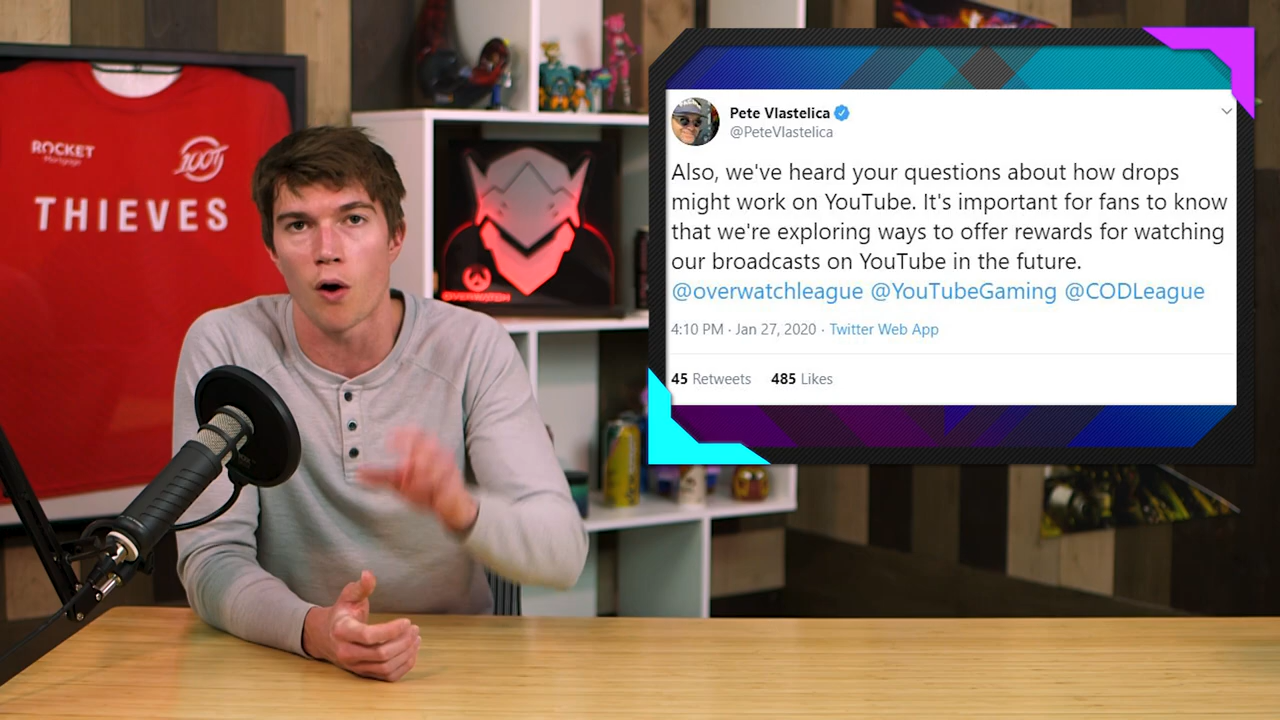 ROCKET
Mortgage
100T
THIEVES
OVERWATCH
Pete Vlastelica
@PeteVlastelica
Also, we've heard your questions about how drops
might work on YouTube. It's important for fans to know
that we're exploring ways to offer rewards for watching
our broadcasts on YouTube in the future.
@overwatchleague @YouTubeGaming @CODLeague
4:10 PM · Jan 27, 2020 · Twitter Web App
45 Retweets 485 Likes